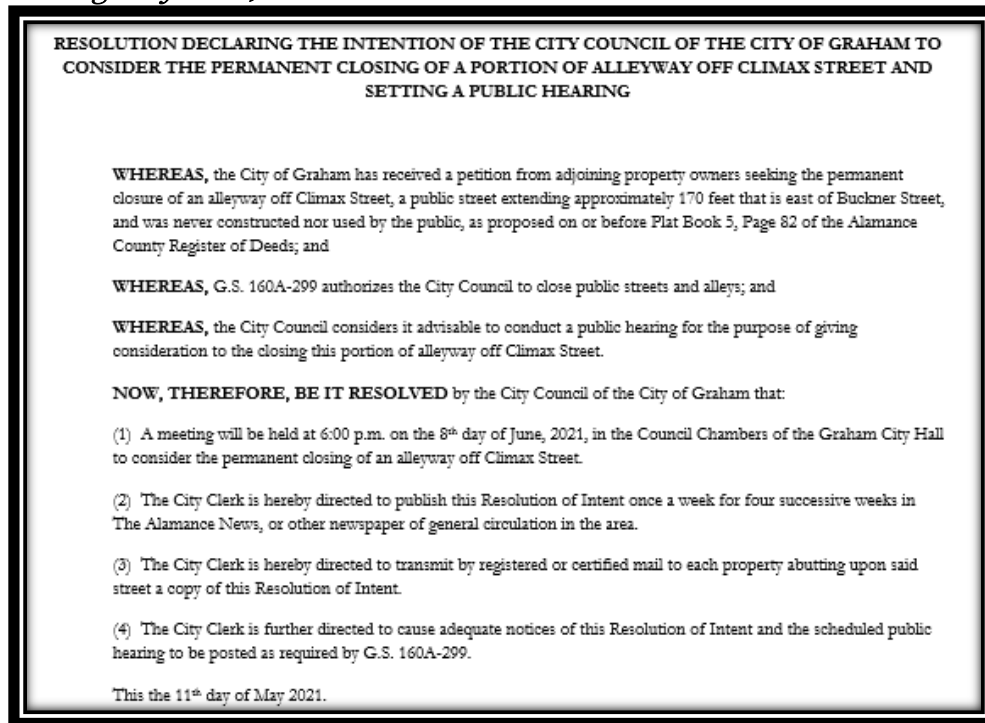 RESOLUTION DECLARING THE INTENTION OF THE CITY COUNCIL OF THE CITY OF GRAHAM TO
CONSIDER THE PERMANENT CLOSING OF A PORTION OF ALLEYWAY OFF CLIMAX STREET AND
SETTING A PUBLIC HEARING
WHEREAS, the City of Graham has received a petition from adjoining property owners seeking the permanent
closure of an alleyway off Climax Street, a public street extending approximately 170 feet that is east of Buckner Street,
and was never constructed nor used by the public, as proposed on or before Plat Book 5, Page 82 of the Alamance
County Register of Deeds; and
WHEREAS, G.S. 160A-299 authorizes the City Council to close public streets and alleys; and
WHEREAS, the City Council considers it advisable to conduct a public hearing for the purpose of giving
consideration to the closing this portion of alleyway off Climax Street.
NOW, THEREFORE, BE IT RESOLVED by the City Council of the City of Graham that:
(1) A meeting will be held at 6:00 p.m. on the 8th day of June, 2021, in the Council Chambers of the Graham City Hall
to consider the permanent closing of an alleyway off Climax Street.
(2) The City Clerk is hereby directed to publish this Resolution of Intent once a week for four successive weeks in
The Alamance News, or other newspaper of general circulation in the area.
(3) The City Clerk is hereby directed to transmit by registered or certified mail to each property abutting upon said
street a copy of this Resolution of Intent.
(4) The City Clerk is further directed to cause adequate notices of this Resolution of Intent and the scheduled public
hearing to be posted as required by G.S. 160A-299.
This the 11th day of May 2021.